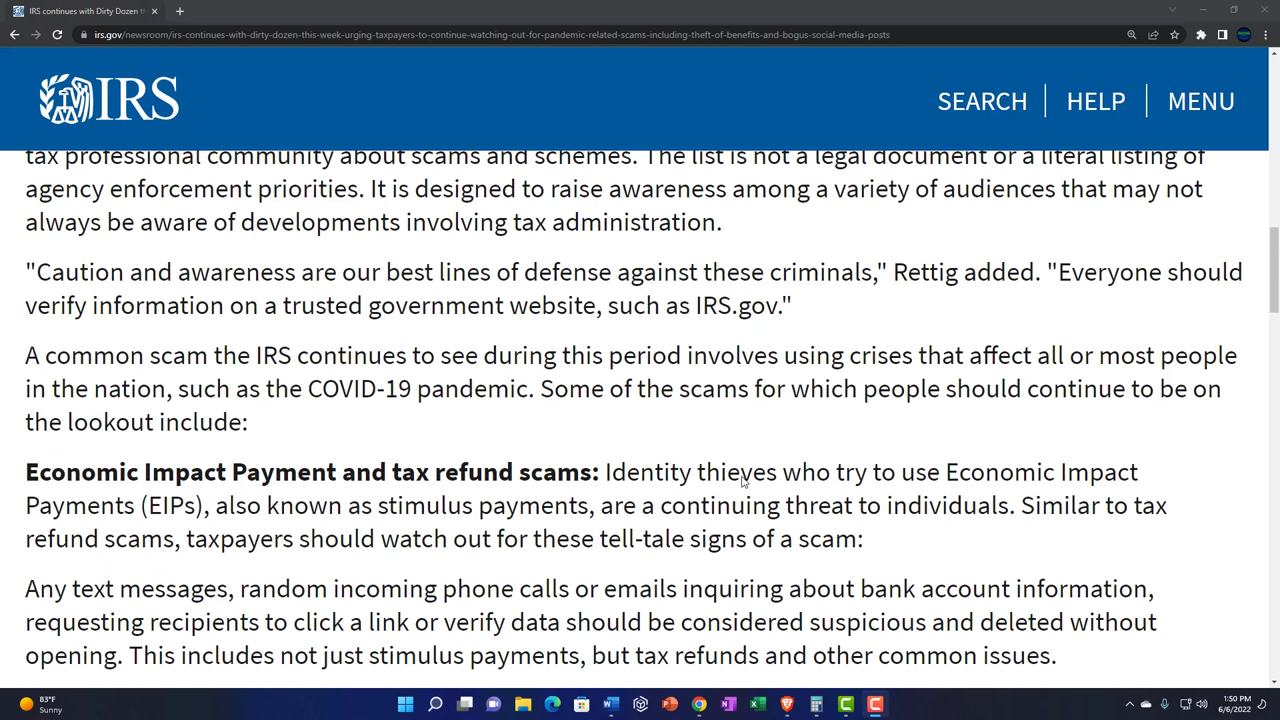 IRS continues with Dirty Dozen th
irs.gov/newsroom/irs-continues-with-dirty-dozen-this-week-urging-taxpayers-to-continue-watching-out-for-pandemic-related-scams-including-theft-of-benefits-and-bogus-social-media-posts
IRS
SEARCH
HELP
MENU
tax professional community about scams and schemes. The list is not a legal document or a literal listing of
agency enforcement priorities. It is designed to raise awareness among a variety of audiences that may not
always be aware of developments involving tax administration.
"Caution and awareness are our best lines of defense against these criminals," Rettig added. "Everyone should
verify information on a trusted government website, such as IRS.gov."
A common scam the IRS continues to see during this period involves using crises that affect all or most people
in the nation, such as the COVID-19 pandemic. Some of the scams for which people should continue to be on
the lookout include:
Economic Impact Payment and tax refund scams: Identity thieves who try to use Economic Impact
Payments (EIPs), also known as stimulus payments, are a continuing threat to individuals. Similar to tax
refund scams, taxpayers should watch out for these tell-tale signs of a scam:
Any text messages, random incoming phone calls or emails inquiring about bank account information,
requesting recipients to click a link or verify data should be considered suspicious and deleted without
opening. This includes not just stimulus payments, but tax refunds and other common issues.
83°F
Sunny
1:50 PM
6/6/2022